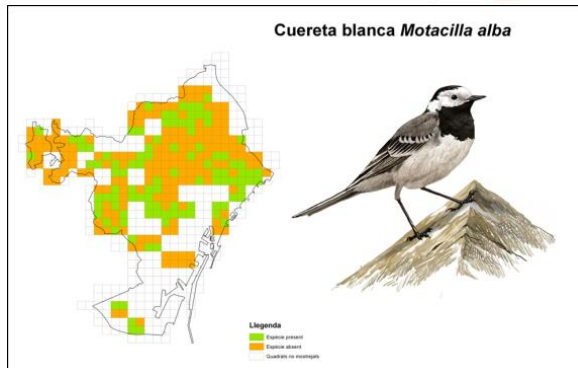 Cuereta blanca Motacilla alba
Llegenda
Espècie present
Espècie absent
Quadrats no mostrejats